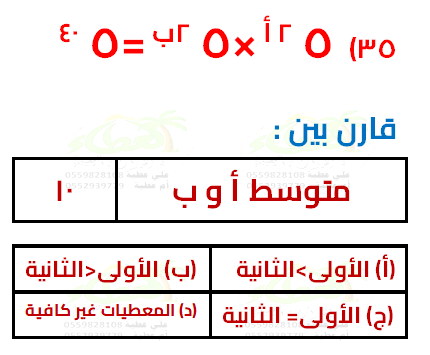 ٣٥) ٥ ٢أ × ٥ ٢ب = ٥ ٤٠
قارن بين :
متوسط أ و ب ١٠
(أ) الأولى>الثانية (ب) الأولى<الثانية
(ج) الأولى= الثانية (د) المعطيات غير كافية